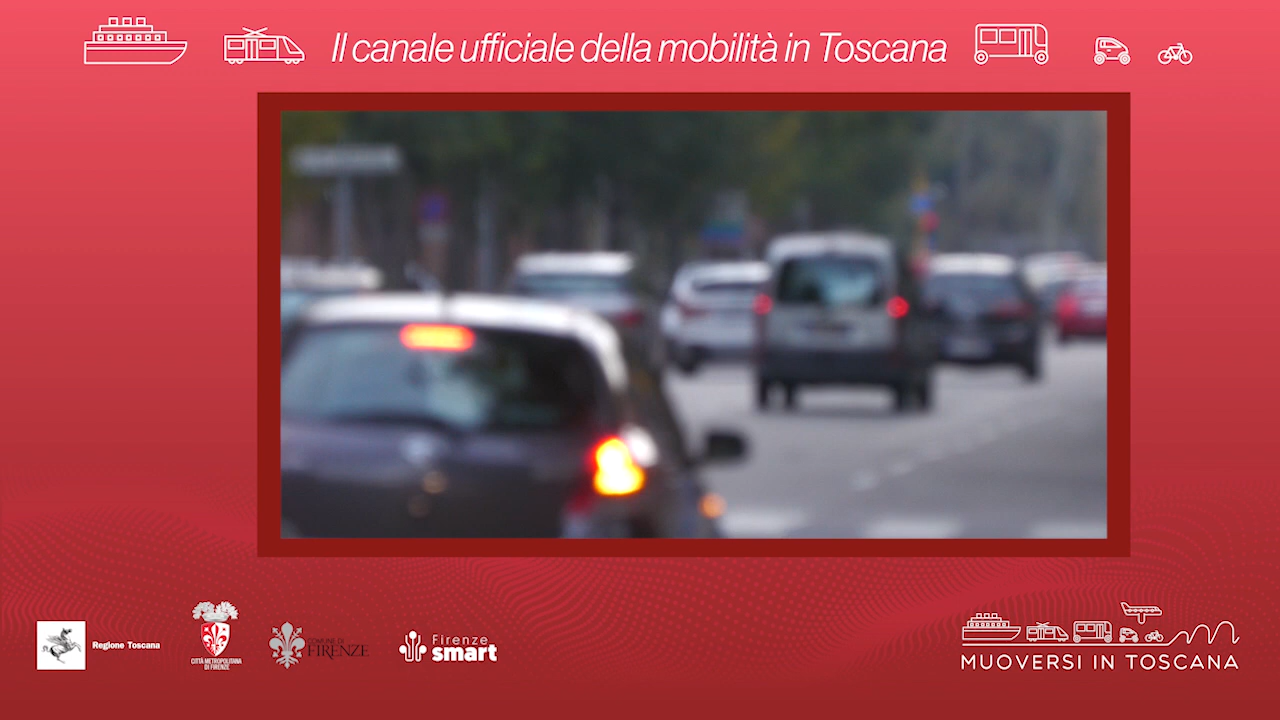 Il canale ufficiale della mobilità in Toscana
Regione Toscana
CITTÀ METROPOLITANA
DI FIRENZE
COMUNE DI
FIRENZE
Firenze
smart
MUOVERSI IN TOSCANA